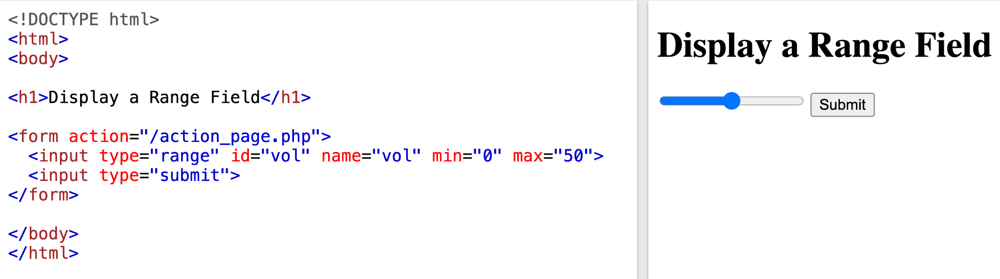 <!DOCTYPE html>
<html>
<body>
<h1>Display a Range Field</h1>
<form action="/action_page.php">
<input type="range" id="vol" name="vol" min="0" max="50">
<input type="submit">
</form>
</body>
</html>
Display a Range Field
Submit